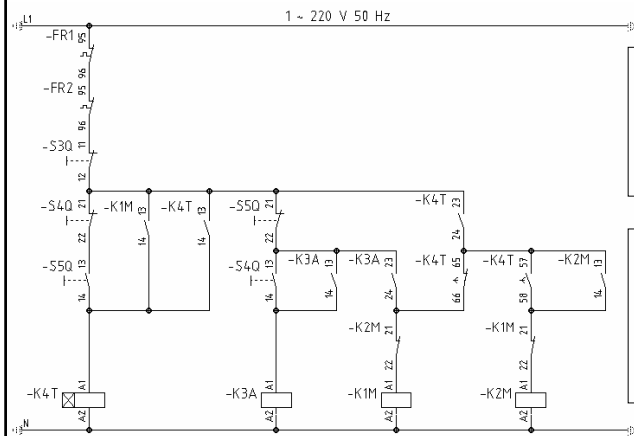 L1
1 ~ 220 V 50 Hz
-FR1 95
96
-FR2 95
96
-S3Q 11
12
-S4Q 21 -K1M 13 -K4T 13 -S5Q 21 -K4T 23
22 14 14 22 24
-S5Q 13 -S4Q 13 -K3A 13 -K3A 23 -K4T 65 -K4T 57 -K2M 13
14 14 14 24 66 58 14
-K2M 21 -K1M 21
22 22
-K4T A1 -K3A A1 -K1M A1 -K2M A1
A2 A2 A2 A2
N